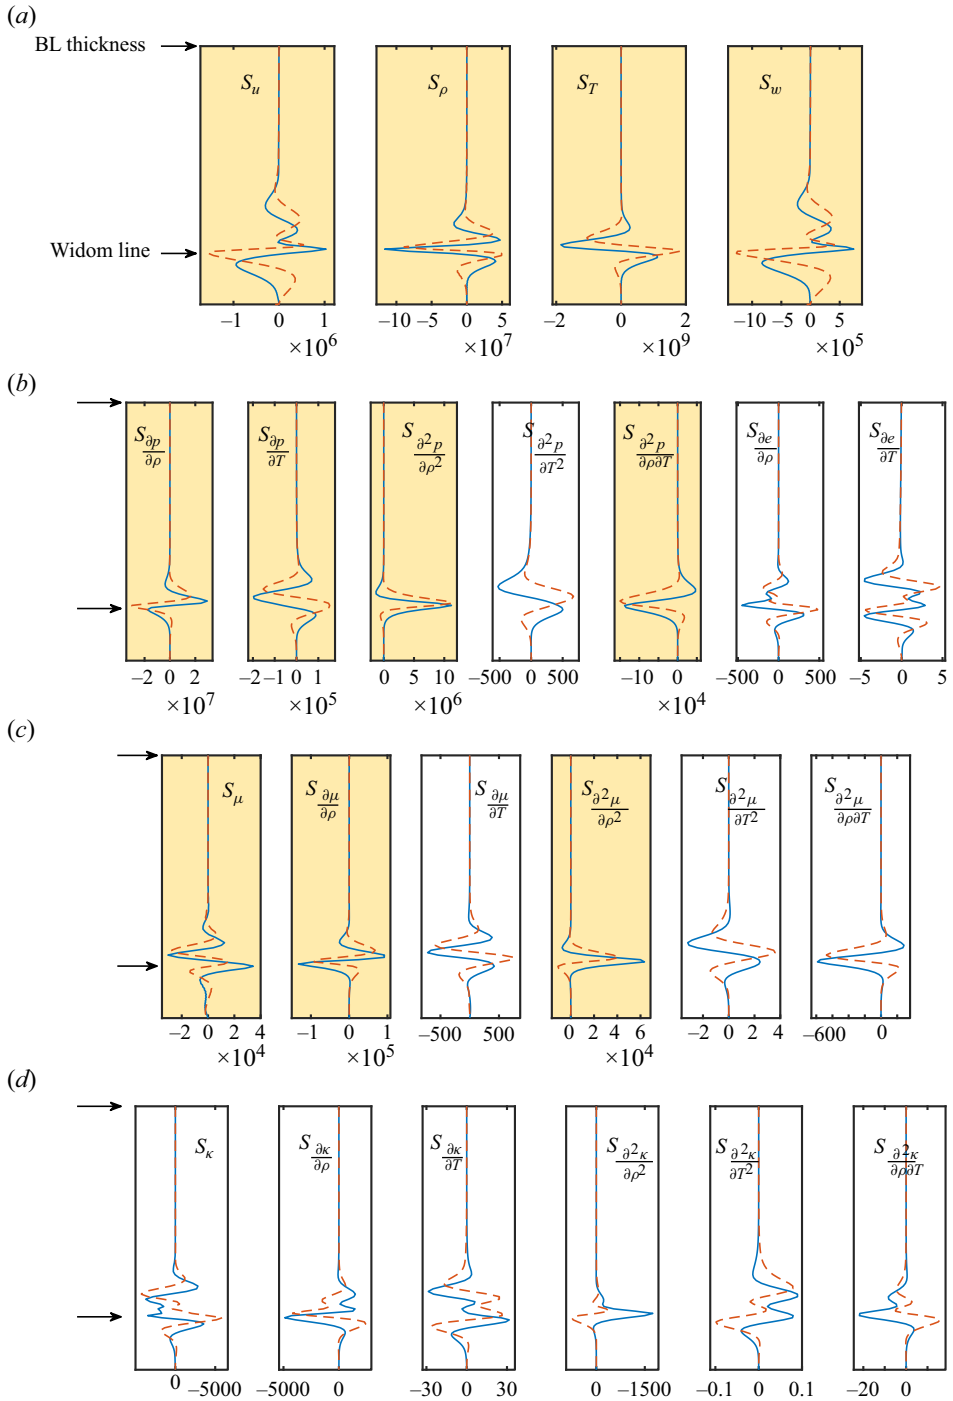 (a)
BL thickness
S_u S_ρ S_T S_w
Widom line
−1 0 1 −10 −5 0 5 −2 0 2 −10 −5 0 5
×10^6 ×10^7 ×10^9 ×10^5
(b)
S_{∂p/∂ρ} S_{∂p/∂T} S_{∂²p/∂ρ²} S_{∂²p/∂T²} S_{∂²p/∂ρ∂T} S_{∂e/∂ρ} S_{∂e/∂T}
−2 0 2 −2 −1 0 1 0 5 10 −500 0 500 −10 0 −500 0 500 −5 0 5
×10^7 ×10^5 ×10^6 ×10^4
(c)
S_μ S_{∂μ/∂ρ} S_{∂μ/∂T} S_{∂²μ/∂ρ²} S_{∂²μ/∂T²} S_{∂²μ/∂ρ∂T}
−2 0 2 4 −1 0 1 −500 0 500 0 2 4 6 −2 0 2 4 −600 0
×10^4 ×10^5 ×10^4
(d)
S_κ S_{∂κ/∂ρ} S_{∂κ/∂T} S_{∂²κ/∂ρ²} S_{∂²κ/∂T²} S_{∂²κ/∂ρ∂T}
0 −5000 −5000 0 −30 0 30 0 −1500 −0.1 0 0.1 −20 0